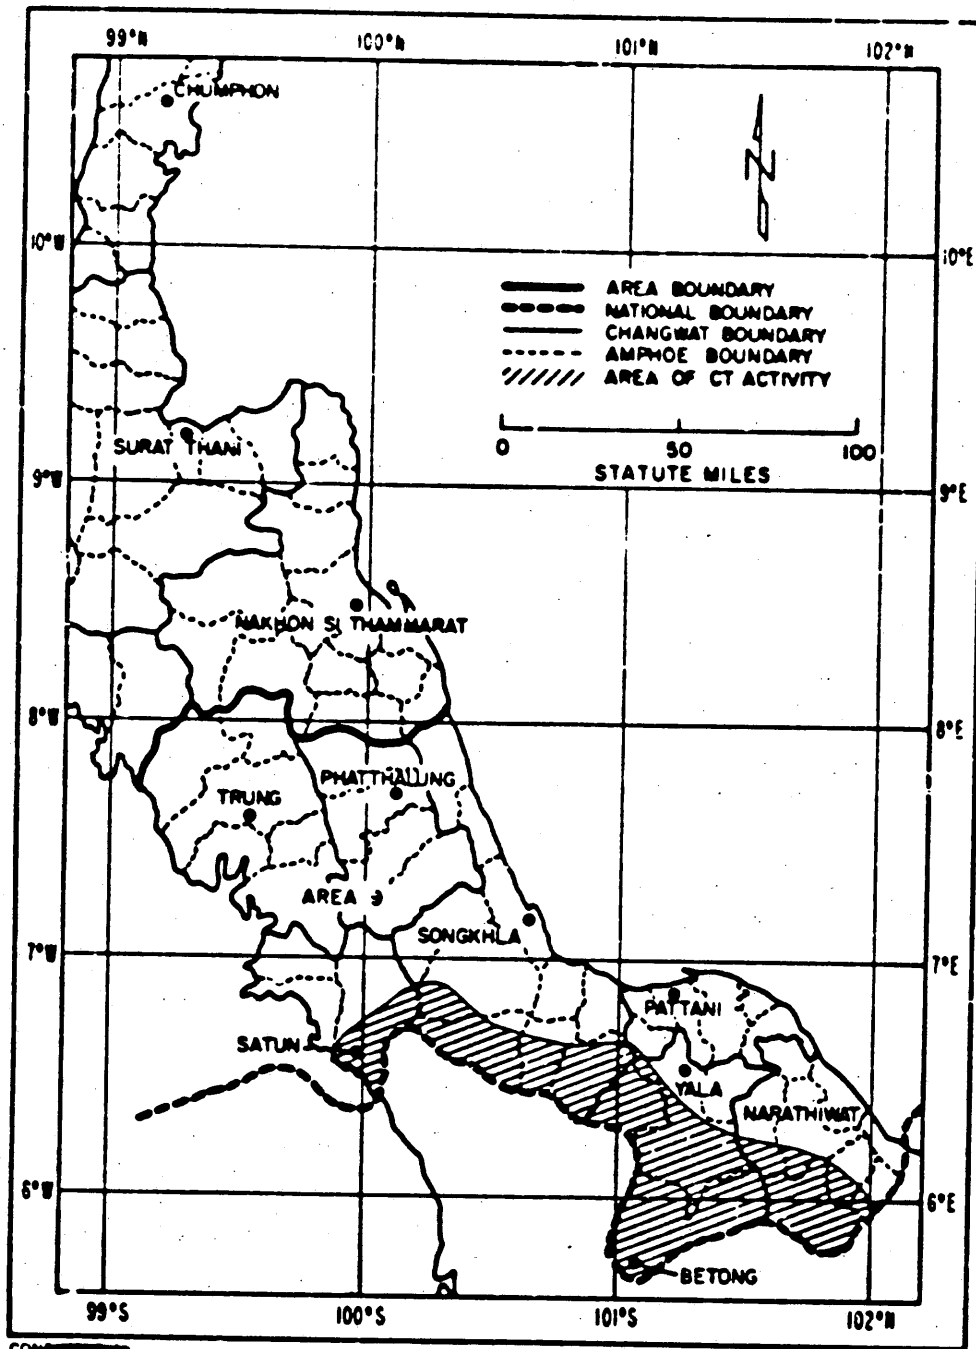 99°N 100°N 101°N 102°N
CHUMPHON
N
10°W 10°E
AREA BOUNDARY
NATIONAL BOUNDARY
CHANGWAT BOUNDARY
AMPHOE BOUNDARY
AREA OF CT ACTIVITY
0 50 100
STATUTE MILES
SURAT THANI
9°W 9°E
NAKHON SI THAMMARAT
8°W 8°E
PHATTHALUNG
TRUNG
AREA
SONGKHLA
7°W 7°E
PATTANI
SATUN
YALA
NARATHIWAT
6°W 6°E
BETONG
99°S 100°S 101°S 102°N